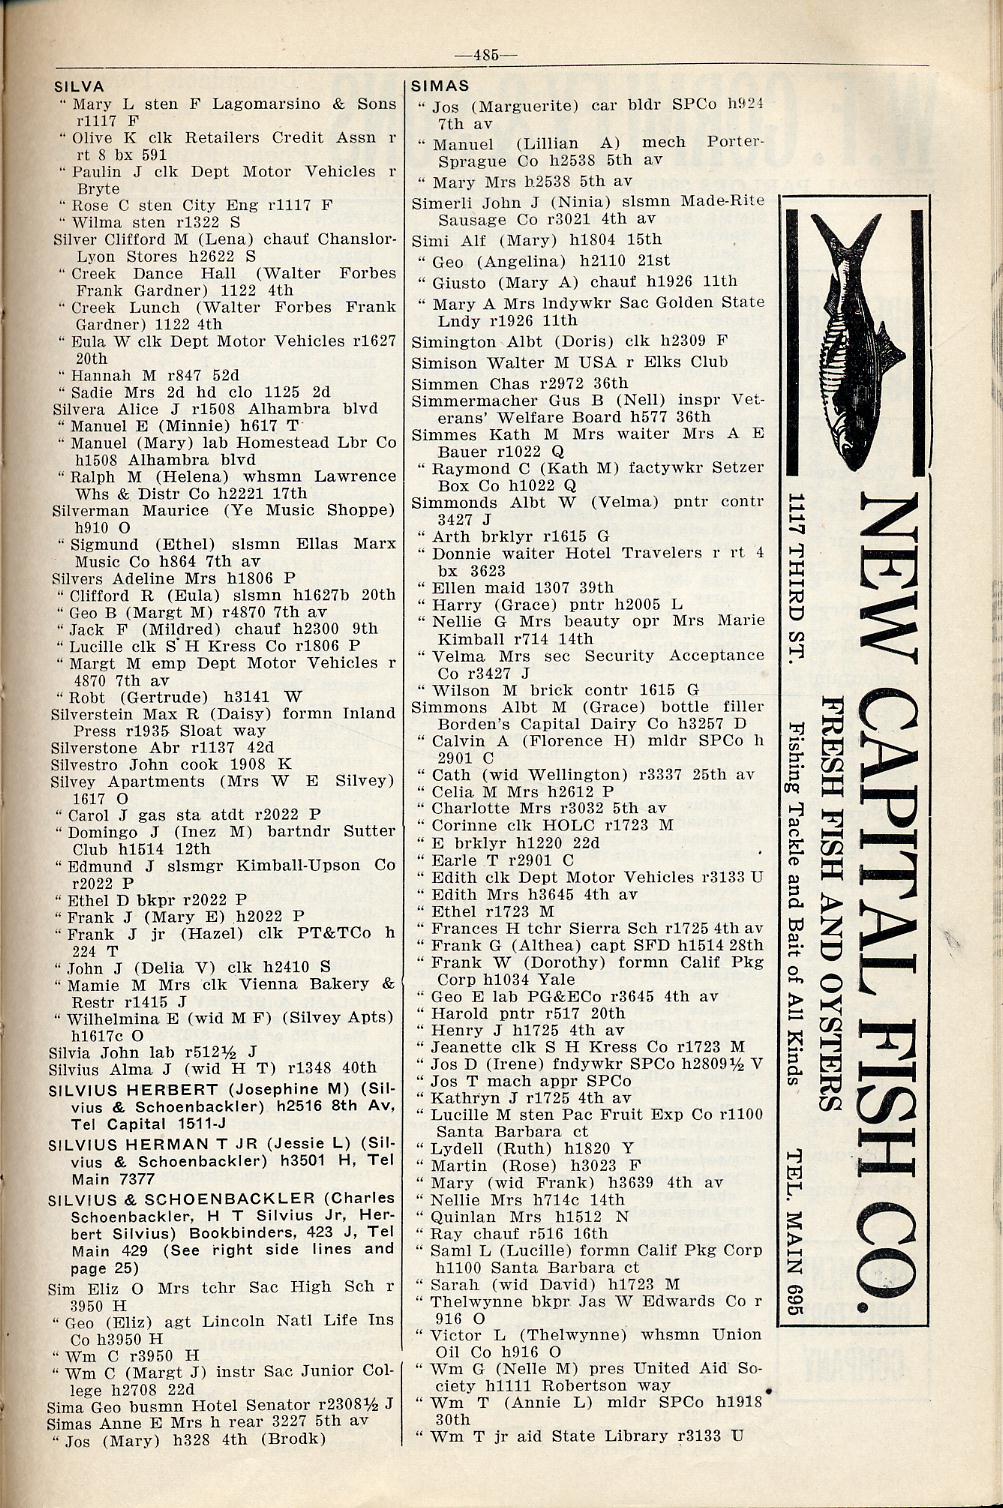 —485—
SILVA
" Mary L sten F Lagomarsino & Sons
r1117 F
" Olive K clk Retailers Credit Assn r
rt 8 bx 591
" Paulin J clk Dept Motor Vehicles r
Bryte
" Rose C sten City Eng r1117 F
" Wilma sten r1322 S
Silver Clifford M (Lena) chauf Chanslor-
Lyon Stores h2622 S
" Creek Dance Hall (Walter Forbes
Frank Gardner) 1122 4th
" Creek Lunch (Walter Forbes Frank
Gardner) 1122 4th
" Eula W clk Dept Motor Vehicles r1627
20th
" Hannah M r847 52d
" Sadie Mrs 2d hd clo 1125 2d
Silvera Alice J r1508 Alhambra blvd
" Manuel E (Minnie) h617 T
" Manuel (Mary) lab Homestead Lbr Co
h1508 Alhambra blvd
" Ralph M (Helena) whsmn Lawrence
Whs & Distr Co h2221 17th
Silverman Maurice (Ye Music Shoppe)
h910 O
" Sigmund (Ethel) slsmn Ellas Marx
Music Co h864 7th av
Silvers Adeline Mrs h1806 P
" Clifford R (Eula) slsmn h1627b 20th
" Geo B (Margt M) r4870 7th av
" Jack F (Mildred) chauf h2300 9th
" Lucille clk S H Kress Co r1806 P
" Margt M emp Dept Motor Vehicles r
4870 7th av
" Robt (Gertrude) h3141 W
Silverstein Max R (Daisy) formn Inland
Press r1935 Sloat way
Silverstone Abr r1137 42d
Silvestro John cook 1908 K
Silvey Apartments (Mrs W E Silvey)
1617 O
" Carol J gas sta atdt r2022 P
" Domingo J (Inez M) bartndr Sutter
Club h1514 12th
" Edmund J slsmgr Kimball-Upson Co
r2022 P
" Ethel D bkpr r2022 P
" Frank J (Mary E) h2022 P
" Frank J jr (Hazel) clk PT&TCo h
224 T
" John J (Delia V) clk h2410 S
" Mamie M Mrs clk Vienna Bakery &
Restr r1415 J
" Wilhelmina E (wid M F) (Silvey Apts)
h1617c O
Silvia John lab r512½ J
Silvius Alma J (wid H T) r1348 40th
SILVIUS HERBERT (Josephine M) (Sil-
vius & Schoenbackler) h2516 8th Av,
Tel Capital 1511-J
SILVIUS HERMAN T JR (Jessie L) (Sil-
vius & Schoenbackler) h3501 H, Tel
Main 7377
SILVIUS & SCHOENBACKLER (Charles
Schoenbackler, H T Silvius Jr, Her-
bert Silvius) Bookbinders, 423 J, Tel
Main 429 (See right side lines and
page 25)
Sim Eliz O Mrs tchr Sac High Sch r
3950 H
" Geo (Eliz) agt Lincoln Natl Life Ins
Co h3950 H
" Wm C r3950 H
" Wm C (Margt J) instr Sac Junior Col-
lege h2708 22d
Sima Geo busmn Hotel Senator r2308½ J
Simas Anne E Mrs h rear 3227 5th av
" Jos (Mary) h328 4th (Brodk)
SIMAS
" Jos (Marguerite) car bldr SPCo h924
7th av
" Manuel (Lillian A) mech Porter-
Sprague Co h2538 5th av
" Mary Mrs h2538 5th av
Simerli John J (Ninia) slsmn Made-Rite
Sausage Co r3021 4th av
Simi Alf (Mary) h1804 15th
" Geo (Angelina) h2110 21st
" Giusto (Mary A) chauf h1926 11th
" Mary A Mrs lndywkr Sac Golden State
Lndy r1926 11th
Simington Albt (Doris) clk h2309 F
Simison Walter M USA r Elks Club
Simmen Chas r2972 36th
Simmermacher Gus B (Nell) inspr Vet-
erans' Welfare Board h577 36th
Simmes Kath M Mrs waiter Mrs A E
Bauer r1022 Q
" Raymond C (Kath M) factywkr Setzer
Box Co h1022 Q
Simmonds Albt W (Velma) pntr contr
3427 J
" Arth brklyr r1615 G
" Donnie waiter Hotel Travelers r rt 4
bx 3623
" Ellen maid 1307 39th
" Harry (Grace) pntr h2005 L
" Nellie G Mrs beauty opr Mrs Marie
Kimball r714 14th
" Velma Mrs sec Security Acceptance
Co r3427 J
" Wilson M brick contr 1615 G
Simmons Albt M (Grace) bottle filler
Borden's Capital Dairy Co h3257 D
" Calvin A (Florence H) mldr SPCo h
2901 C
" Cath (wid Wellington) r3337 25th av
" Celia M Mrs h2612 P
" Charlotte Mrs r3032 5th av
" Corinne clk HOLC r1723 M
" E brklyr h1220 22d
" Earle T r2901 C
" Edith clk Dept Motor Vehicles r3133 U
" Edith Mrs h3645 4th av
" Ethel r1723 M
" Frances H tchr Sierra Sch r1725 4th av
" Frank G (Althea) capt SFD h1514 28th
" Frank W (Dorothy) formn Calif Pkg
Corp h1034 Yale
" Geo E lab PG&ECo r3645 4th av
" Harold pntr r517 20th
" Henry J h1725 4th av
" Jeanette clk S H Kress Co r1723 M
" Jos D (Irene) fndywkr SPCo h2809½ V
" Jos T mach appr SPCo
" Kathryn J r1725 4th av
" Lucille M sten Pac Fruit Exp Co r1100
Santa Barbara ct
" Lydell (Ruth) h1820 Y
" Martin (Rose) h3023 F
" Mary (wid Frank) h3639 4th av
" Nellie Mrs h714c 14th
" Quinlan Mrs h1512 N
" Ray chauf r516 16th
" Saml L (Lucille) formn Calif Pkg Corp
h1100 Santa Barbara ct
" Sarah (wid David) h1723 M
" Thelwynne bkpr Jas W Edwards Co r
916 O
" Victor L (Thelwynne) whsmn Union
Oil Co h916 O
" Wm G (Nelle M) pres United Aid So-
ciety h1111 Robertson way
" Wm T (Annie L) mldr SPCo h1918
30th
" Wm T jr aid State Library r3133 U
NEW CAPITAL FISH CO.
FRESH FISH AND OYSTERS
1117 THIRD ST. Fishing Tackle and Bait of All Kinds TEL. MAIN 695